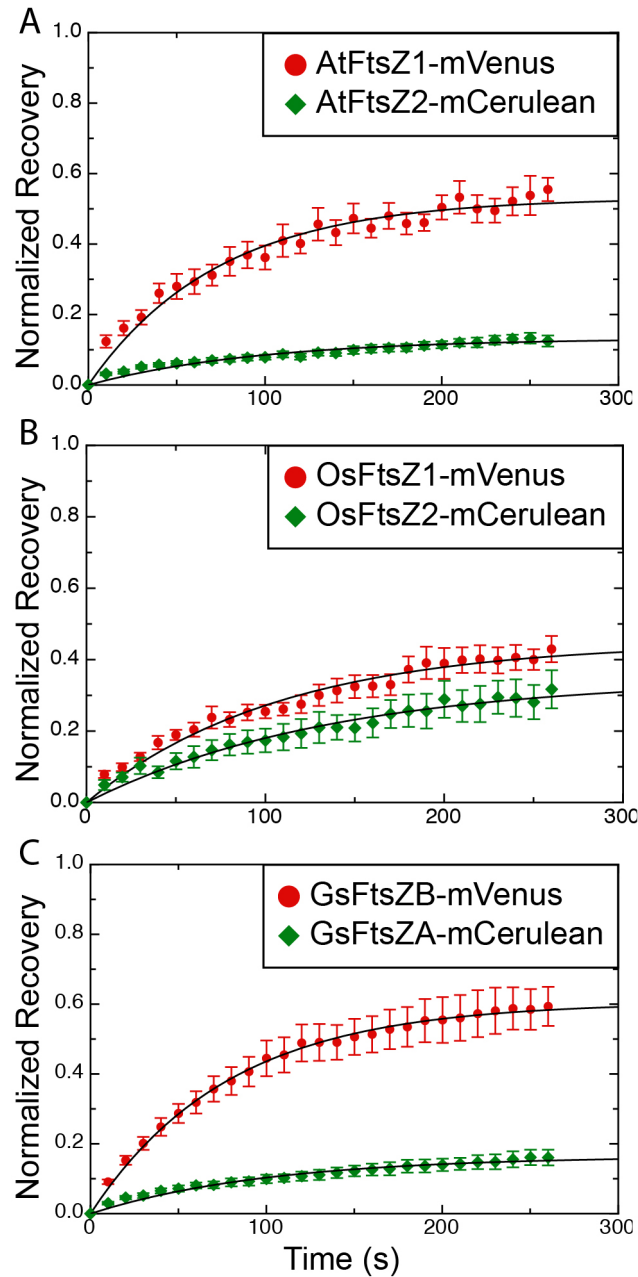 A
1.0
0.8
0.6
0.4
0.2
0.0
Normalized Recovery
AtFtsZ1-mVenus
AtFtsZ2-mCerulean
0
100
200
300
B
1.0
0.8
0.6
0.4
0.2
0.0
Normalized Recovery
OsFtsZ1-mVenus
OsFtsZ2-mCerulean
0
100
200
300
C
1.0
0.8
0.6
0.4
0.2
0.0
Normalized Recovery
GsFtsZB-mVenus
GsFtsZA-mCerulean
0
100
200
300
Time (s)